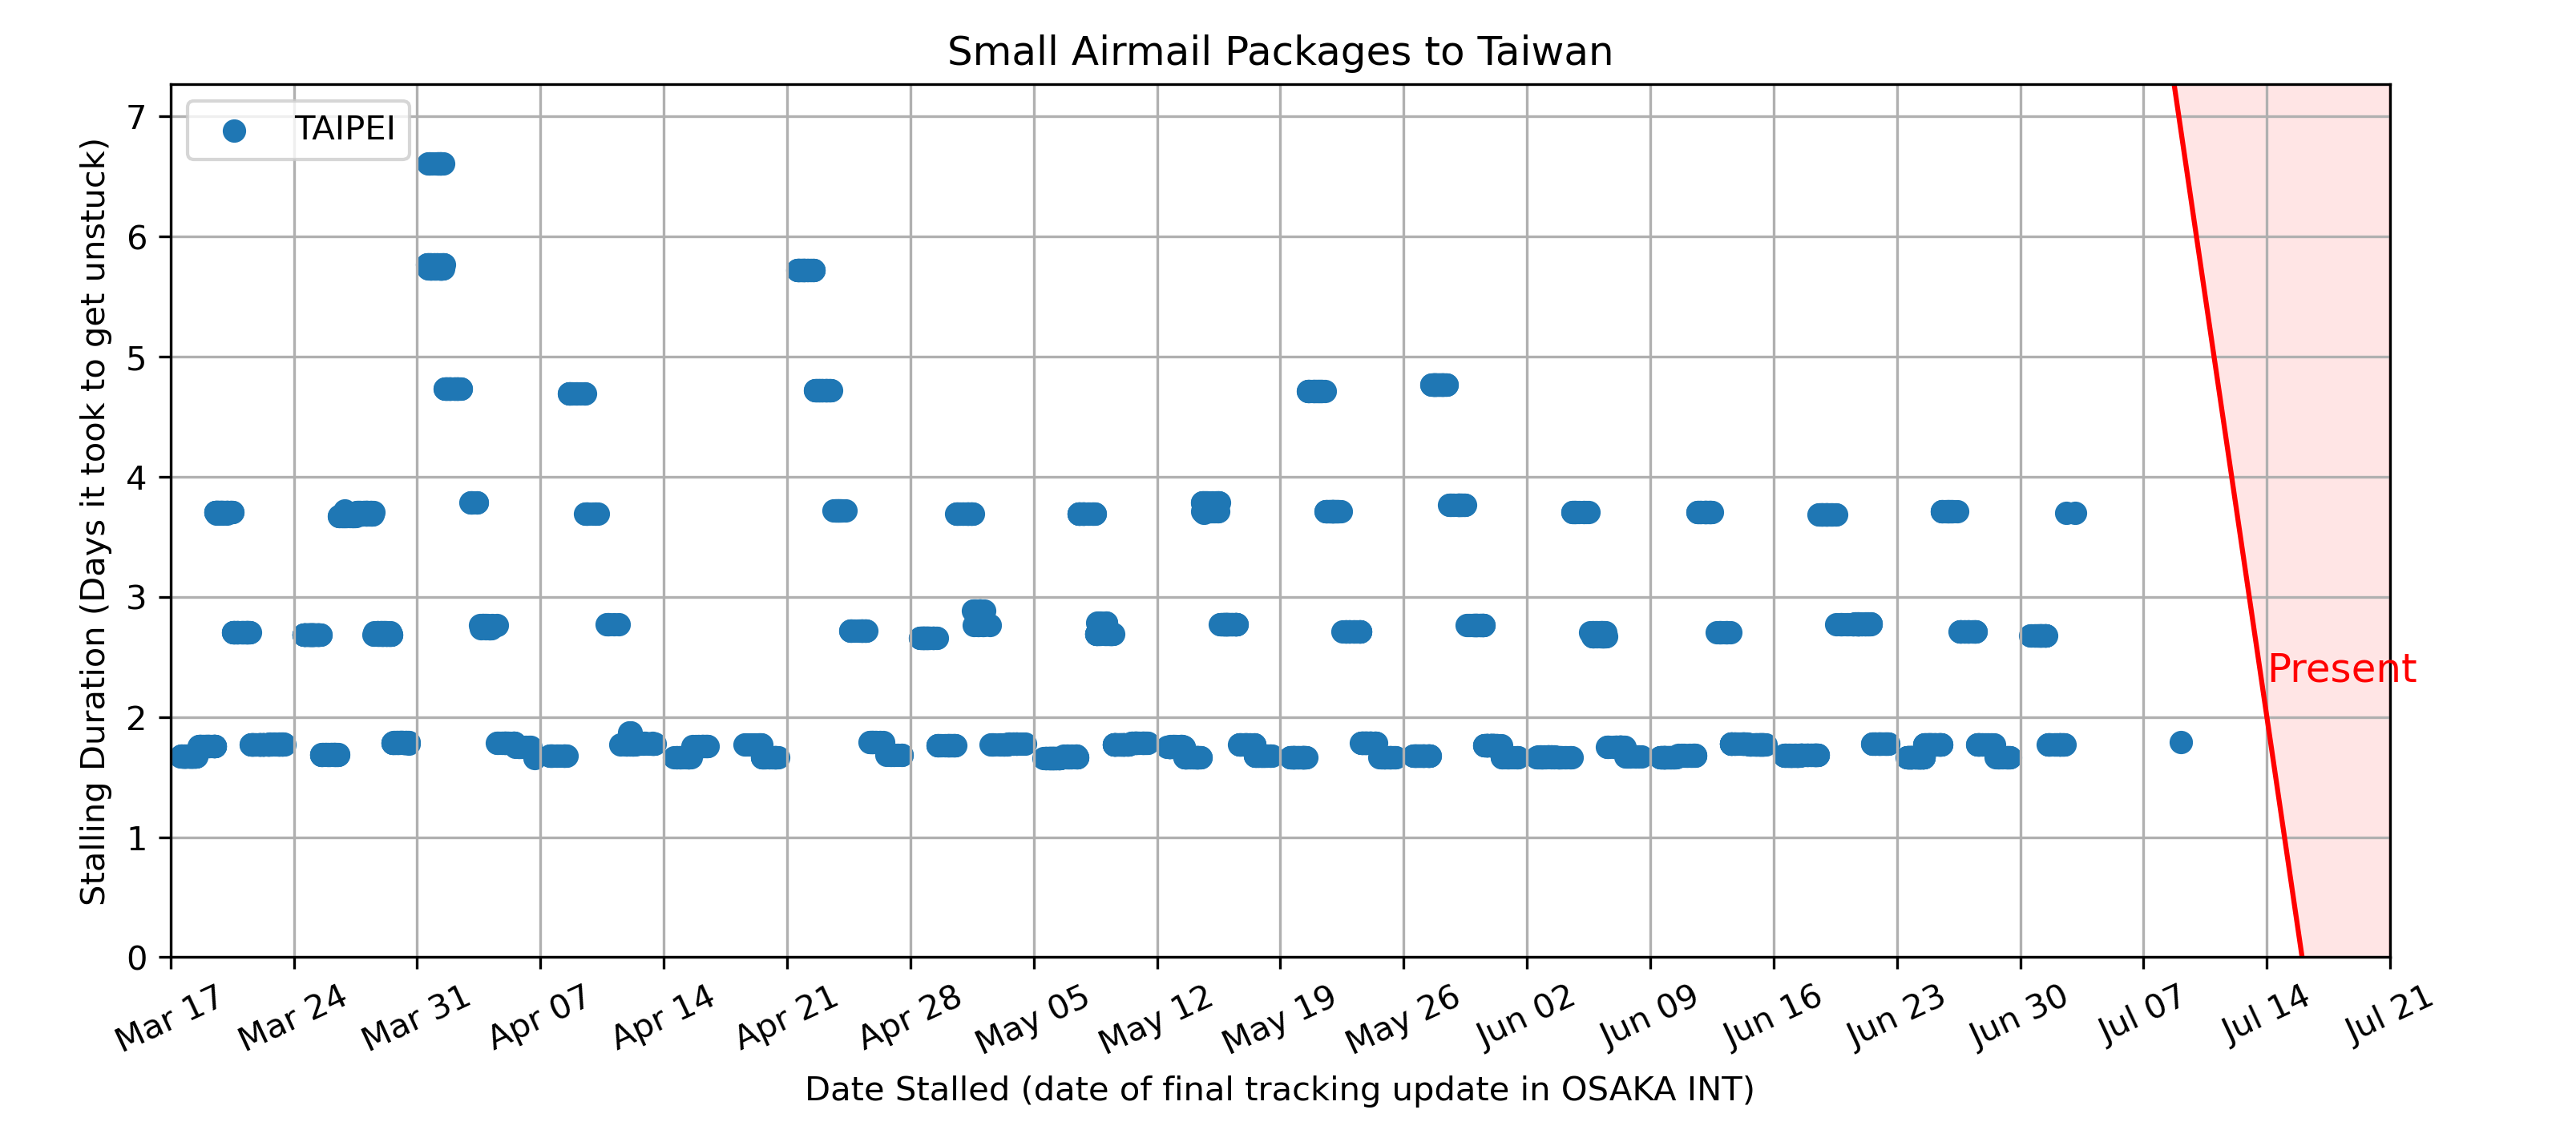 Small Airmail Packages to Taiwan
TAIPEI
Stalling Duration (Days it took to get unstuck)
7
6
5
4
3
2
1
0
Present
Mar 17
Mar 24
Mar 31
Apr 07
Apr 14
Apr 21
Apr 28
May 05
May 12
May 19
May 26
Jun 02
Jun 09
Jun 16
Jun 23
Jun 30
Jul 07
Jul 14
Jul 21
Date Stalled (date of final tracking update in OSAKA INT)